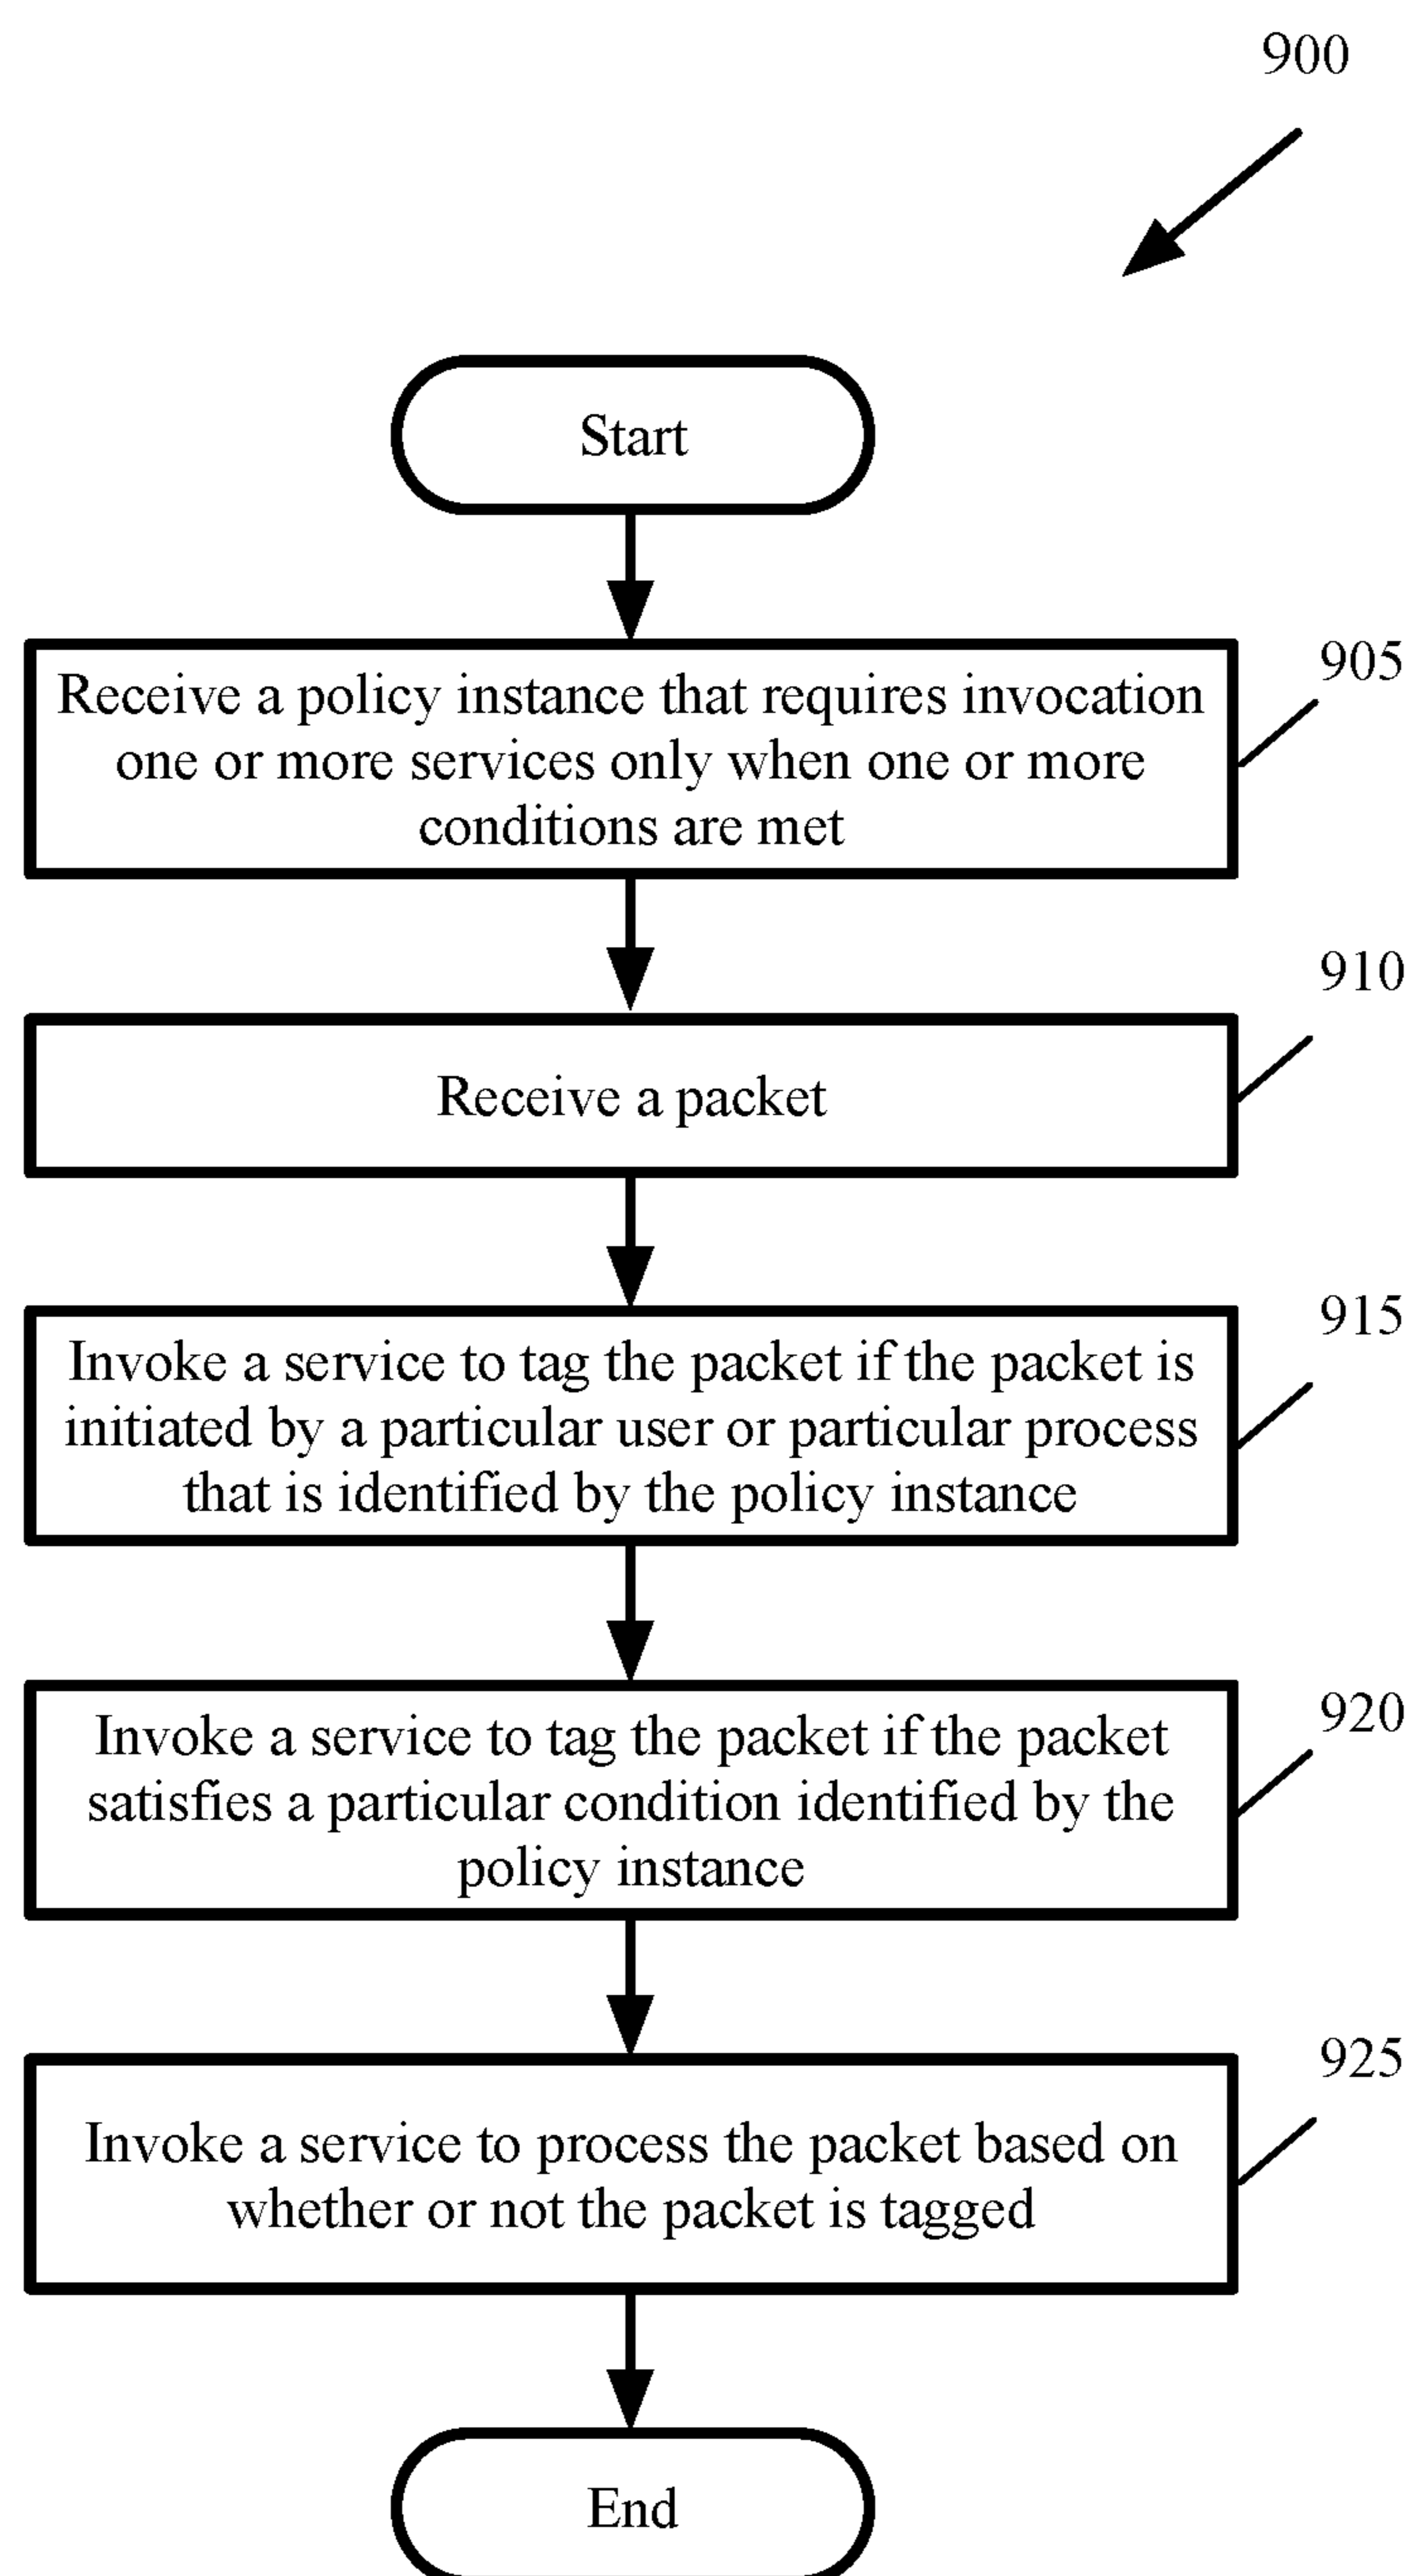 900
Start
905
Receive a policy instance that requires invocation
one or more services only when one or more
conditions are met
910
Receive a packet
915
Invoke a service to tag the packet if the packet is
initiated by a particular user or particular process
that is identified by the policy instance
920
Invoke a service to tag the packet if the packet
satisfies a particular condition identified by the
policy instance
925
Invoke a service to process the packet based on
whether or not the packet is tagged
End